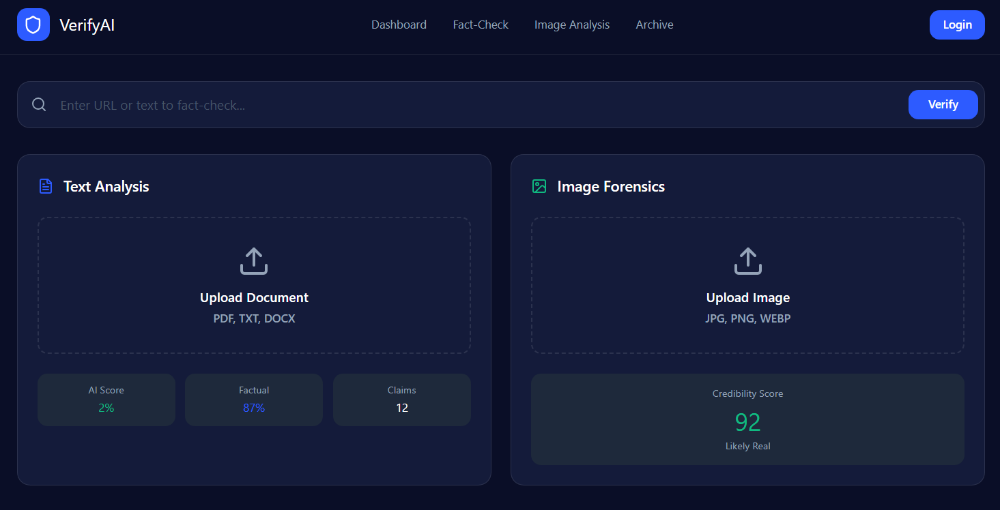 VerifyAI
Dashboard
Fact-Check
Image Analysis
Archive
Login
Enter URL or text to fact-check...
Verify
Text Analysis
Upload Document
PDF, TXT, DOCX
AI Score
2%
Factual
87%
Claims
12
Image Forensics
Upload Image
JPG, PNG, WEBP
Credibility Score
92
Likely Real